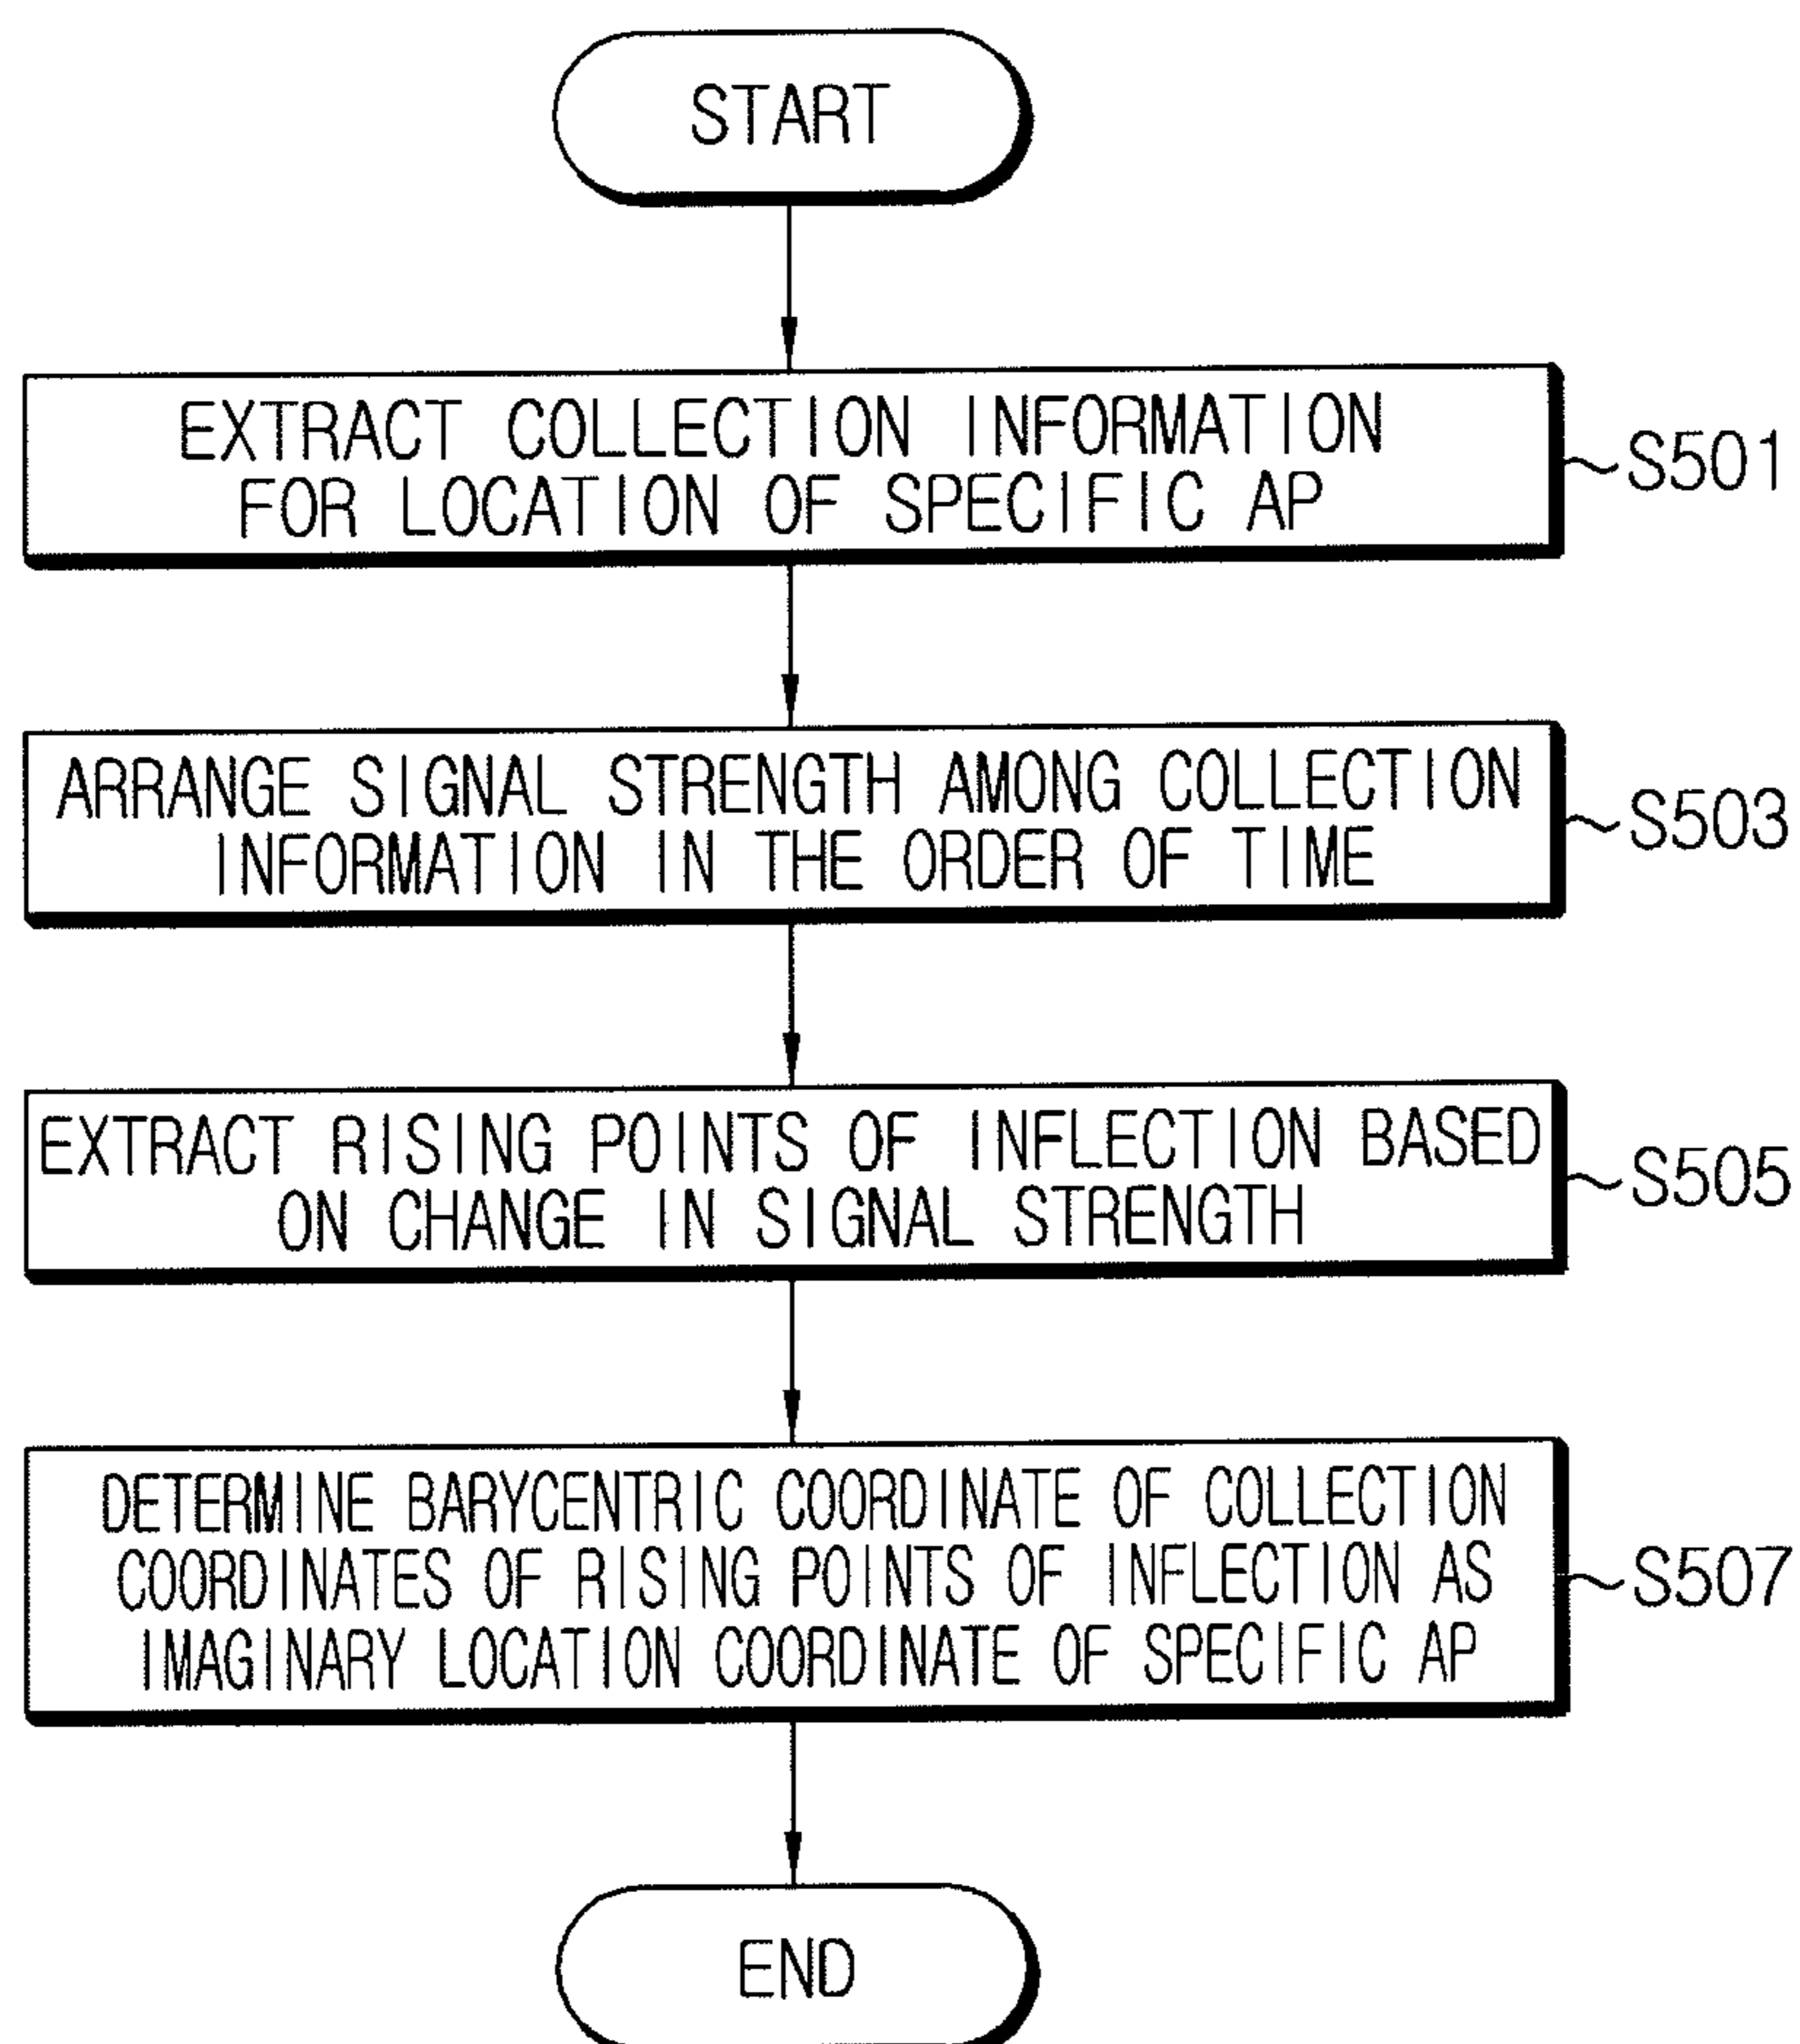 START
EXTRACT COLLECTION INFORMATION
FOR LOCATION OF SPECIFIC AP
S501
ARRANGE SIGNAL STRENGTH AMONG COLLECTION
INFORMATION IN THE ORDER OF TIME
S503
EXTRACT RISING POINTS OF INFLECTION BASED
ON CHANGE IN SIGNAL STRENGTH
S505
DETERMINE BARYCENTRIC COORDINATE OF COLLECTION
COORDINATES OF RISING POINTS OF INFLECTION AS
IMAGINARY LOCATION COORDINATE OF SPECIFIC AP
S507
END